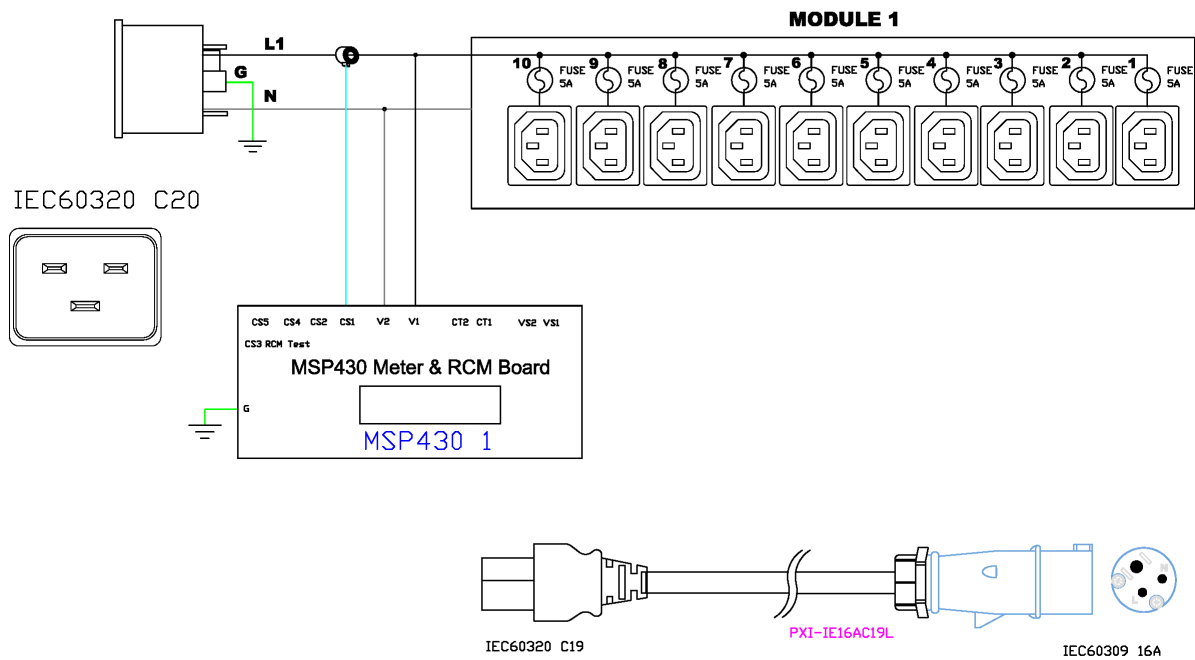 MODULE 1
L1
G
N
10 FUSE 5A
9 FUSE 5A
8 FUSE 5A
7 FUSE 5A
6 FUSE 5A
5 FUSE 5A
4 FUSE 5A
3 FUSE 5A
2 FUSE 5A
1 FUSE 5A
IEC60320 C20
CS5 CS4 CS2 CS1 V2 V1 CT2 CT1 VS2 VS1
CS3 RCM Test
MSP430 Meter & RCM Board
G
MSP430 1
IEC60320 C19
PXI-IE16AC19L
N
L
IEC60309 16A